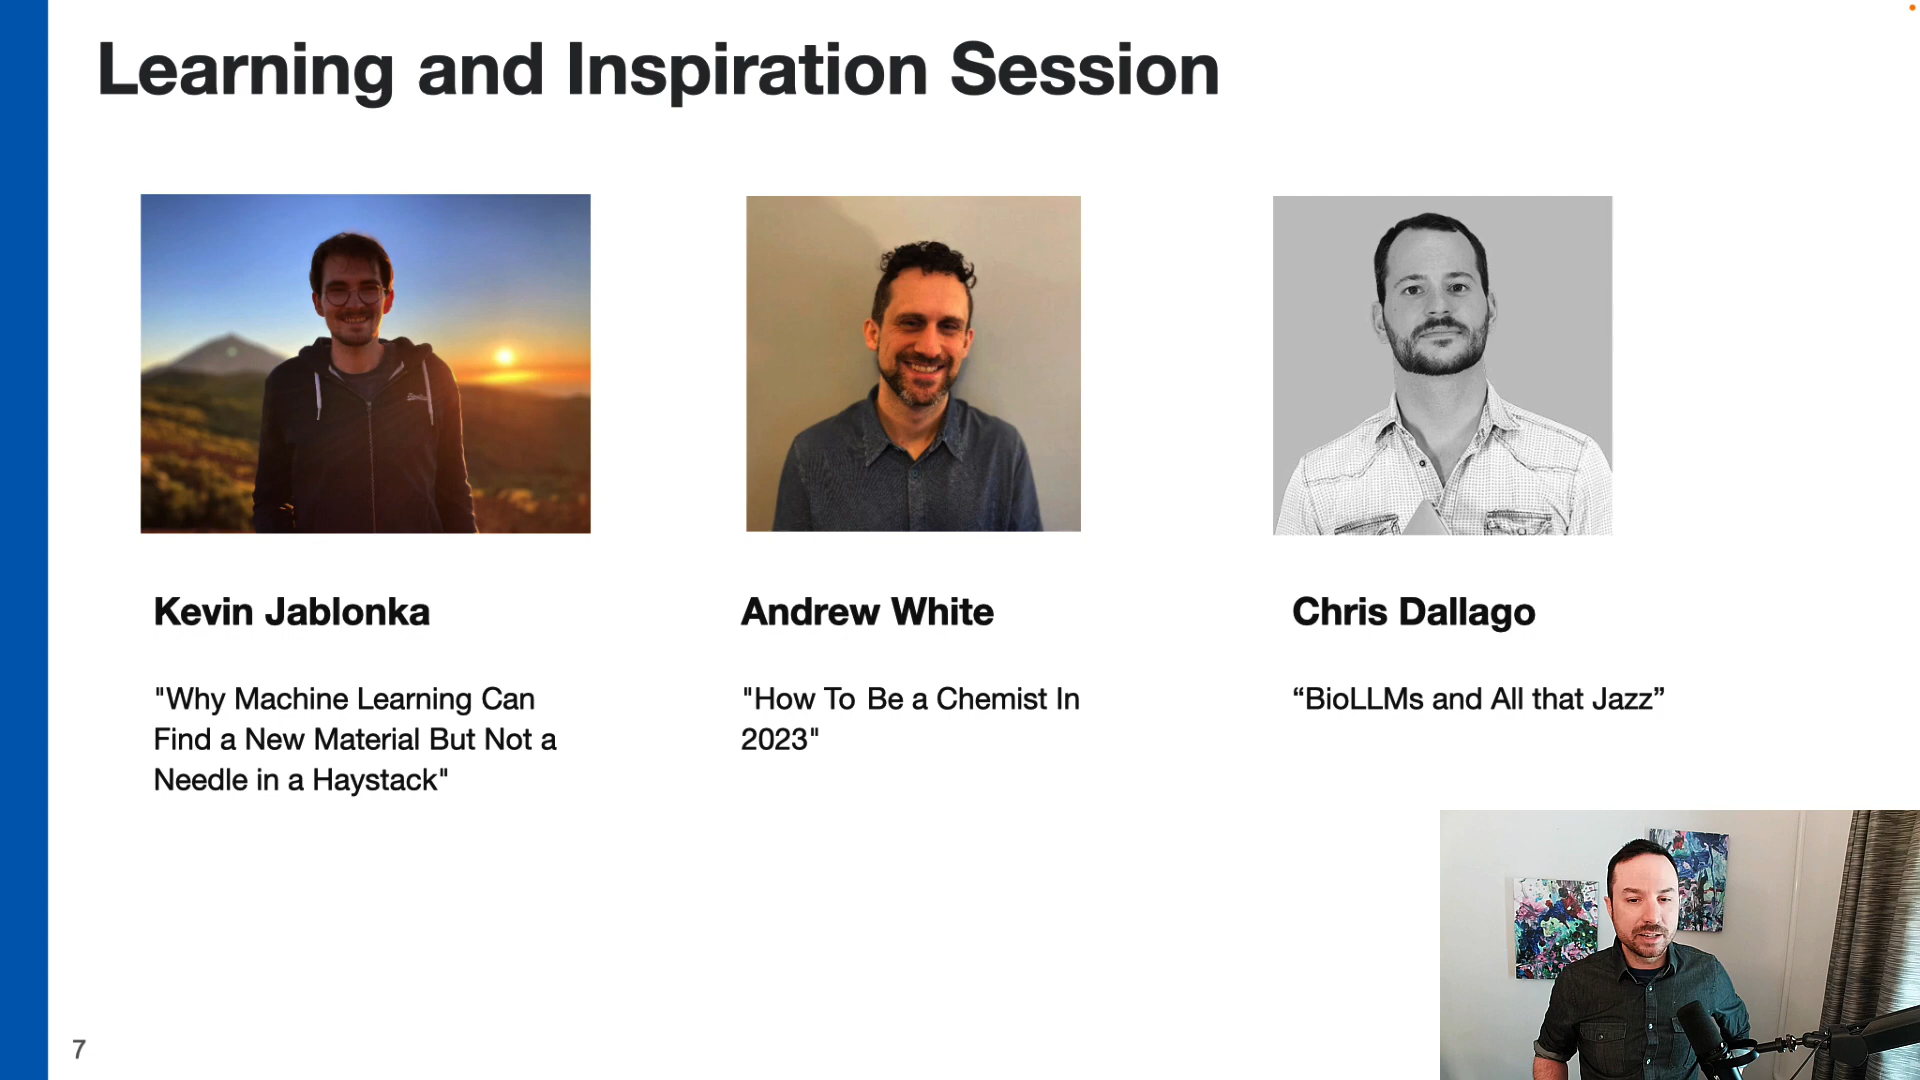 Learning and Inspiration Session
Kevin Jablonka
"Why Machine Learning Can
Find a New Material But Not a
Needle in a Haystack"
Andrew White
"How To Be a Chemist In
2023"
Chris Dallago
“BioLLMs and All that Jazz”
7